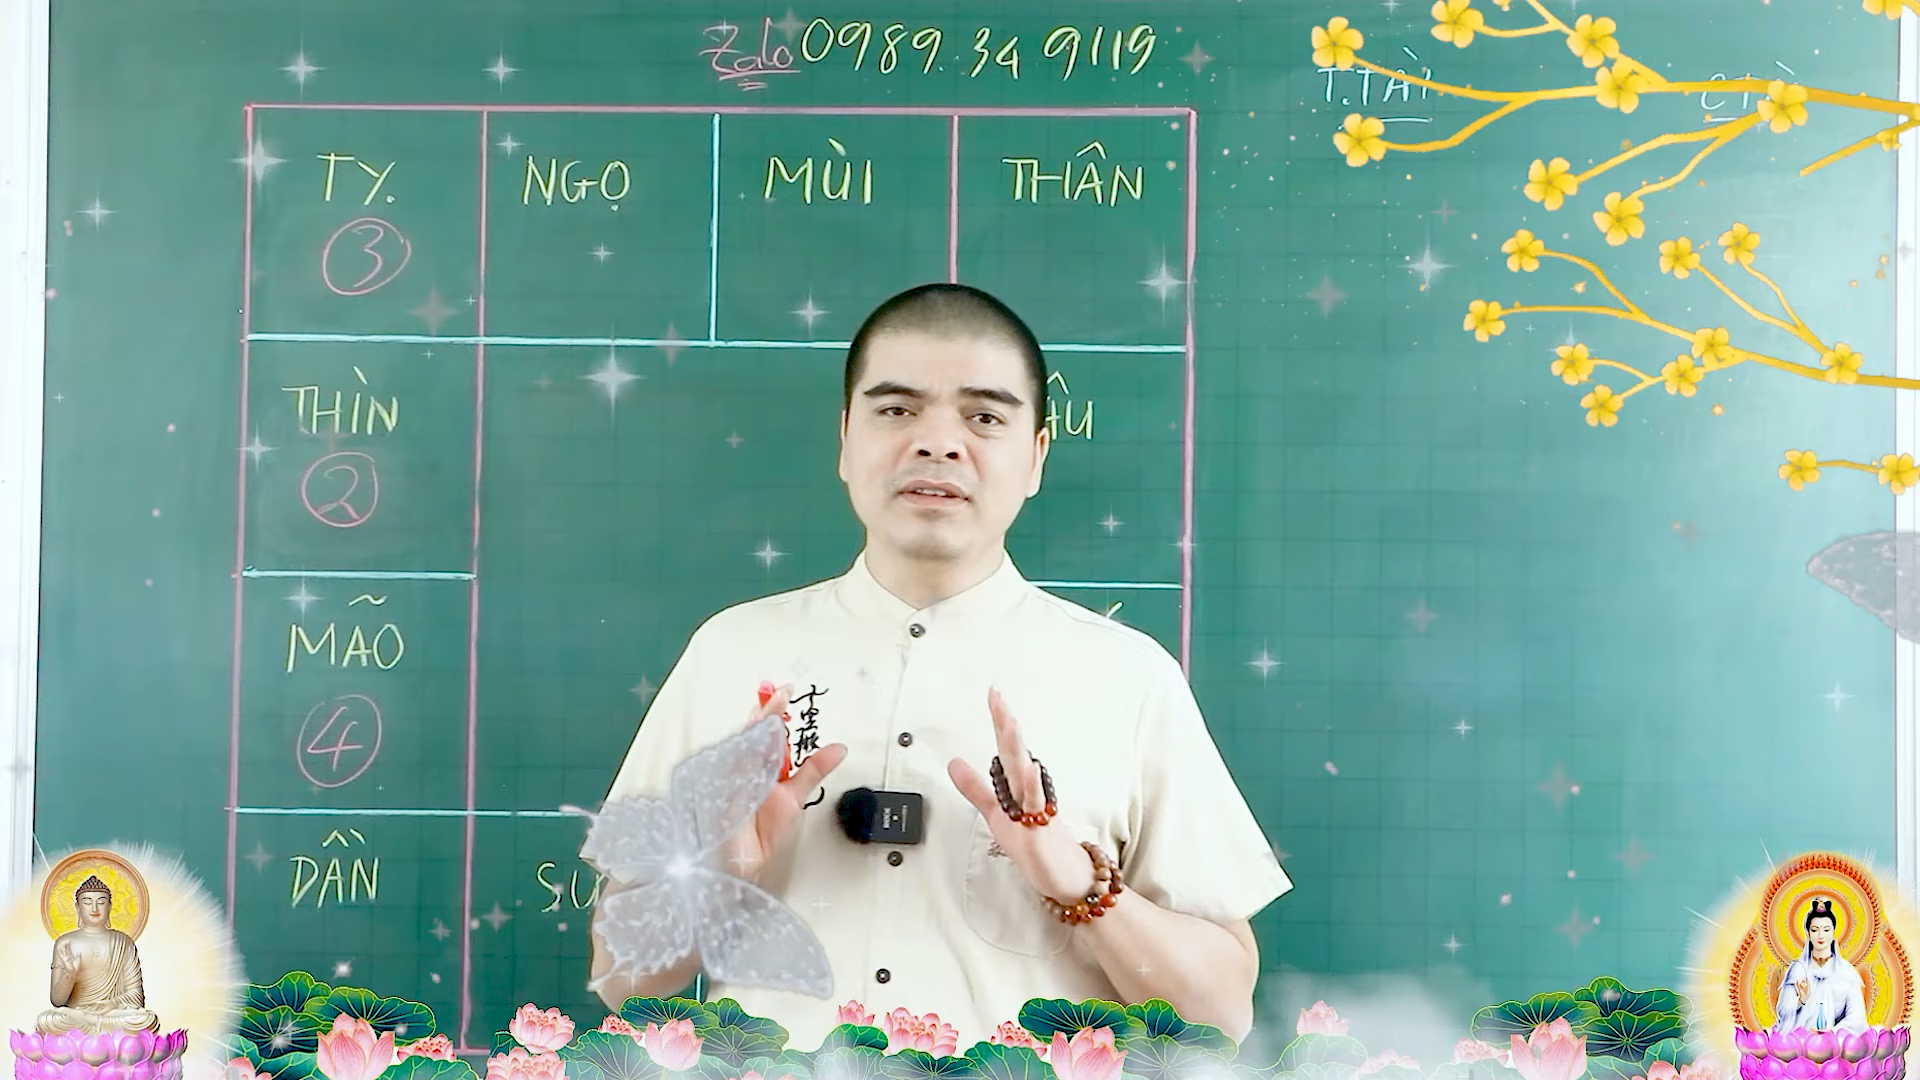 Zalo 0989.34 9119
T.TÀI
TỴ
NGỌ
MÙI
THÂN
3
THÌN
2
MÃO
4
DẦN